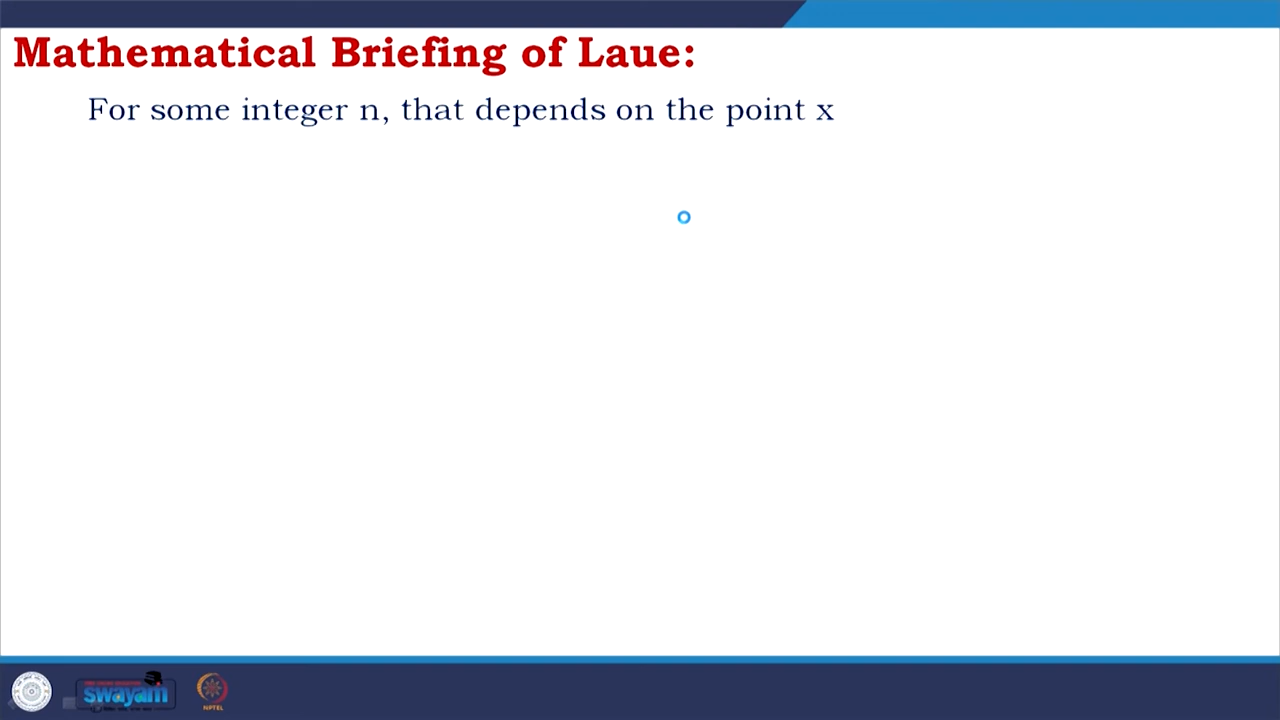 Mathematical Briefing of Laue:
For some integer n, that depends on the point x
swayam
NPTEL